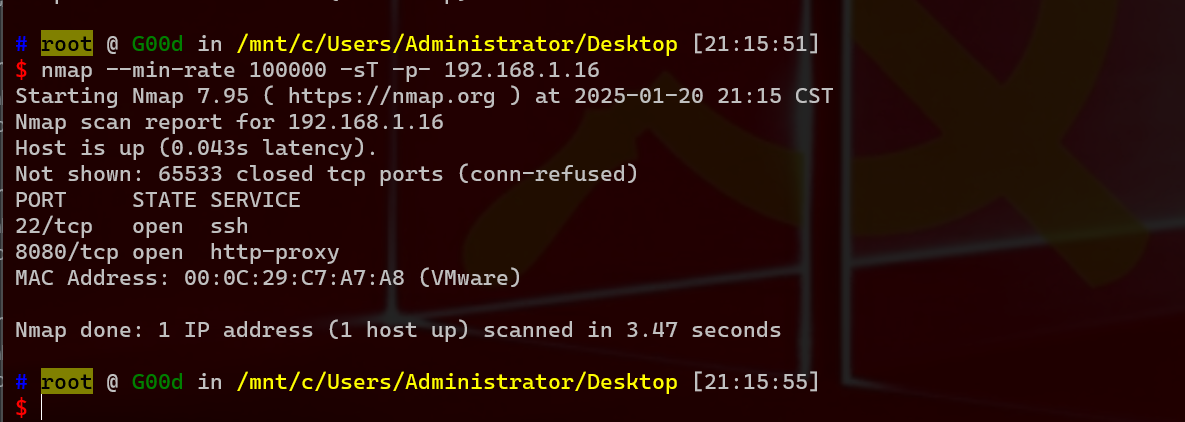 # root @ G00d in /mnt/c/Users/Administrator/Desktop [21:15:51]
$ nmap --min-rate 100000 -sT -p- 192.168.1.16
Starting Nmap 7.95 ( https://nmap.org ) at 2025-01-20 21:15 CST
Nmap scan report for 192.168.1.16
Host is up (0.043s latency).
Not shown: 65533 closed tcp ports (conn-refused)
PORT     STATE SERVICE
22/tcp   open  ssh
8080/tcp open  http-proxy
MAC Address: 00:0C:29:C7:A7:A8 (VMware)
Nmap done: 1 IP address (1 host up) scanned in 3.47 seconds
# root @ G00d in /mnt/c/Users/Administrator/Desktop [21:15:55]
$